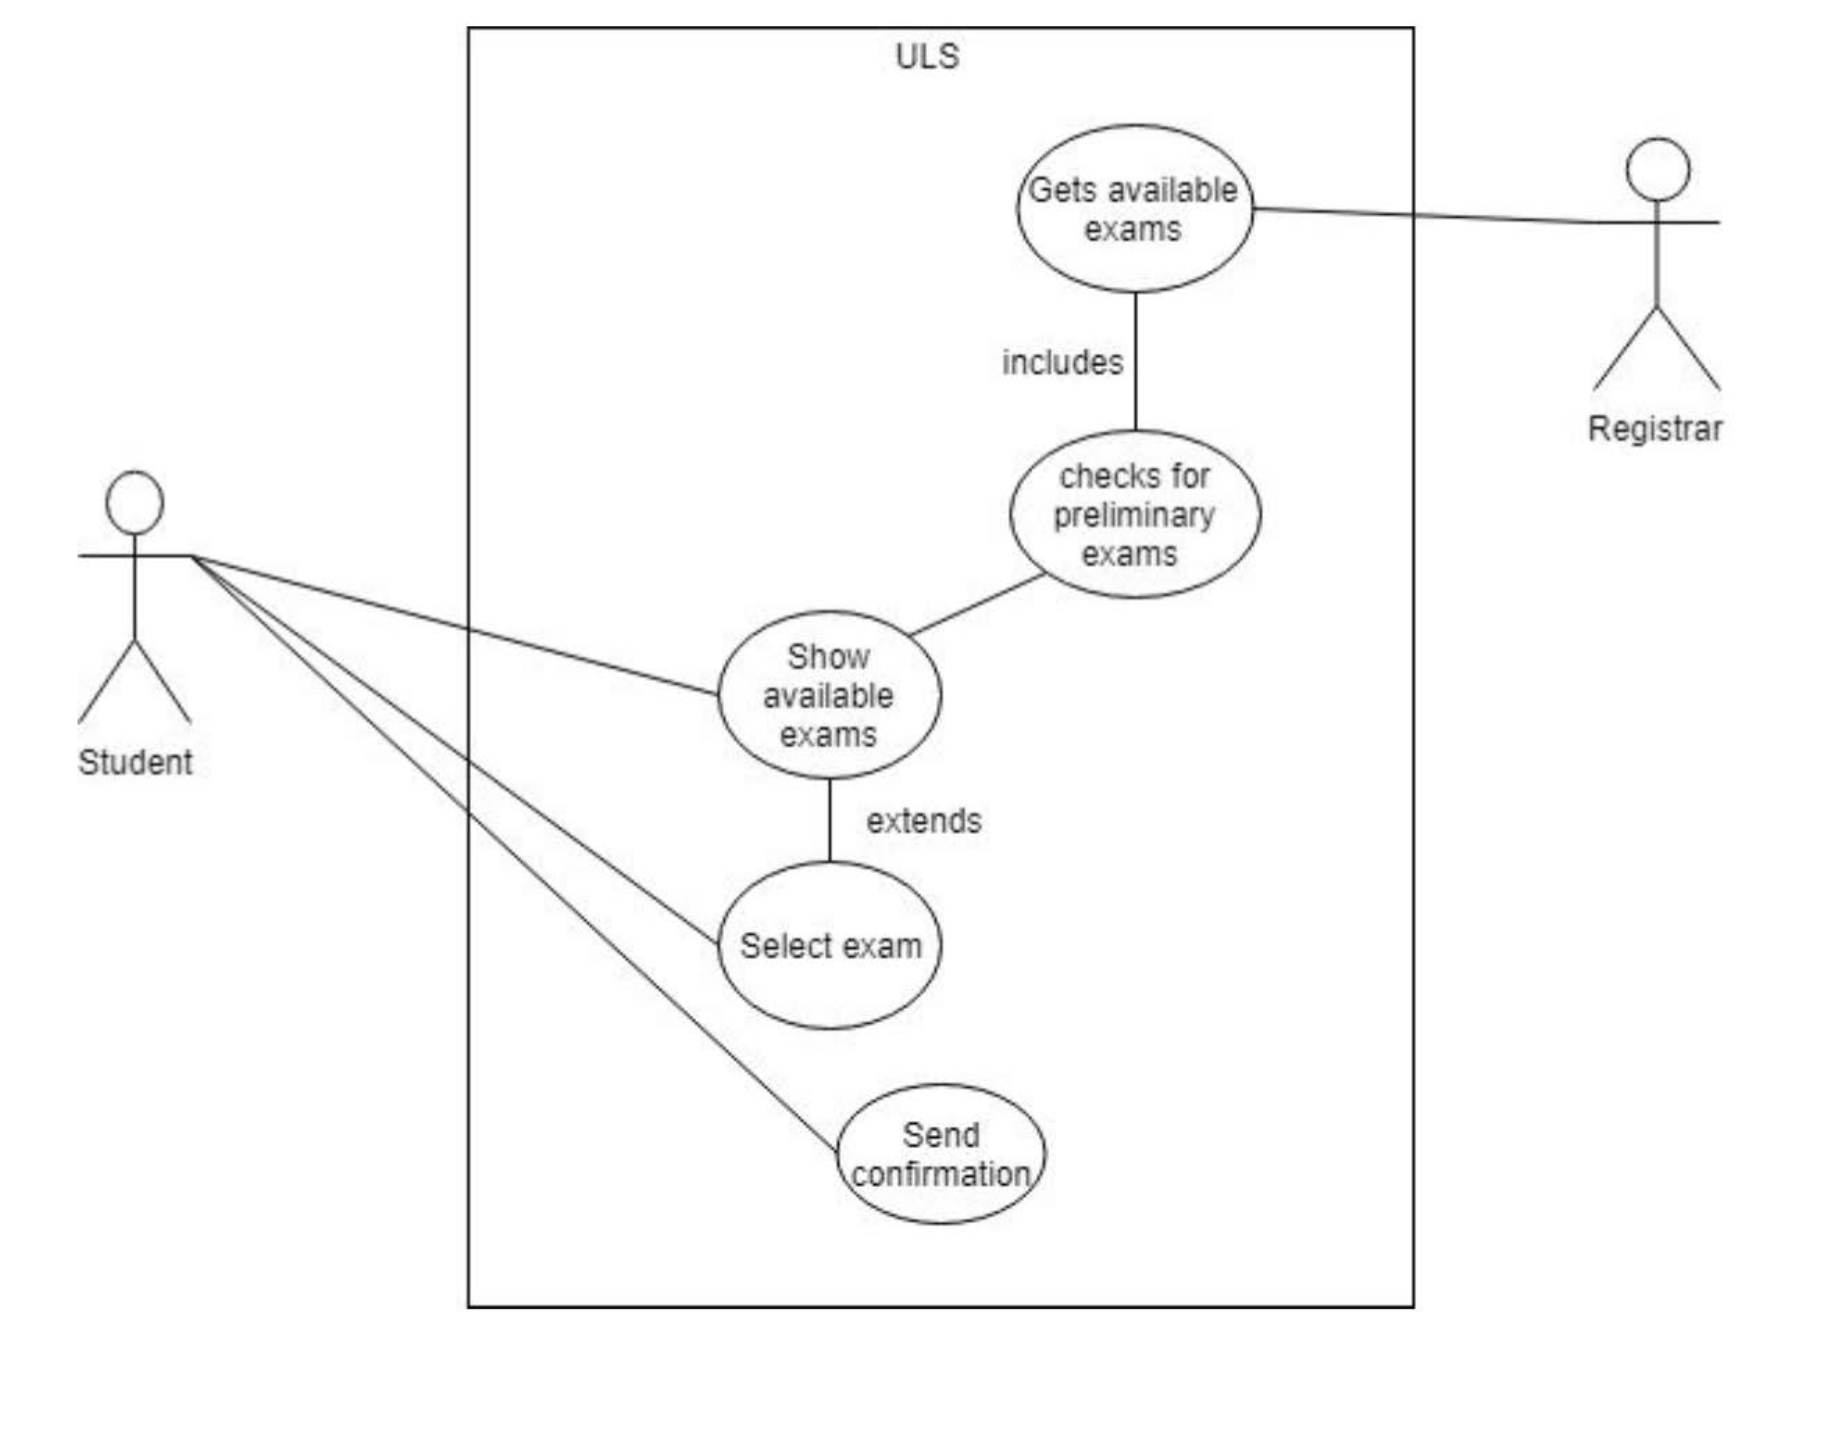 ULS
Gets available
exams
includes
Registrar
checks for
preliminary
exams
Show
available
exams
Student
extends
Select exam
Send
confirmation